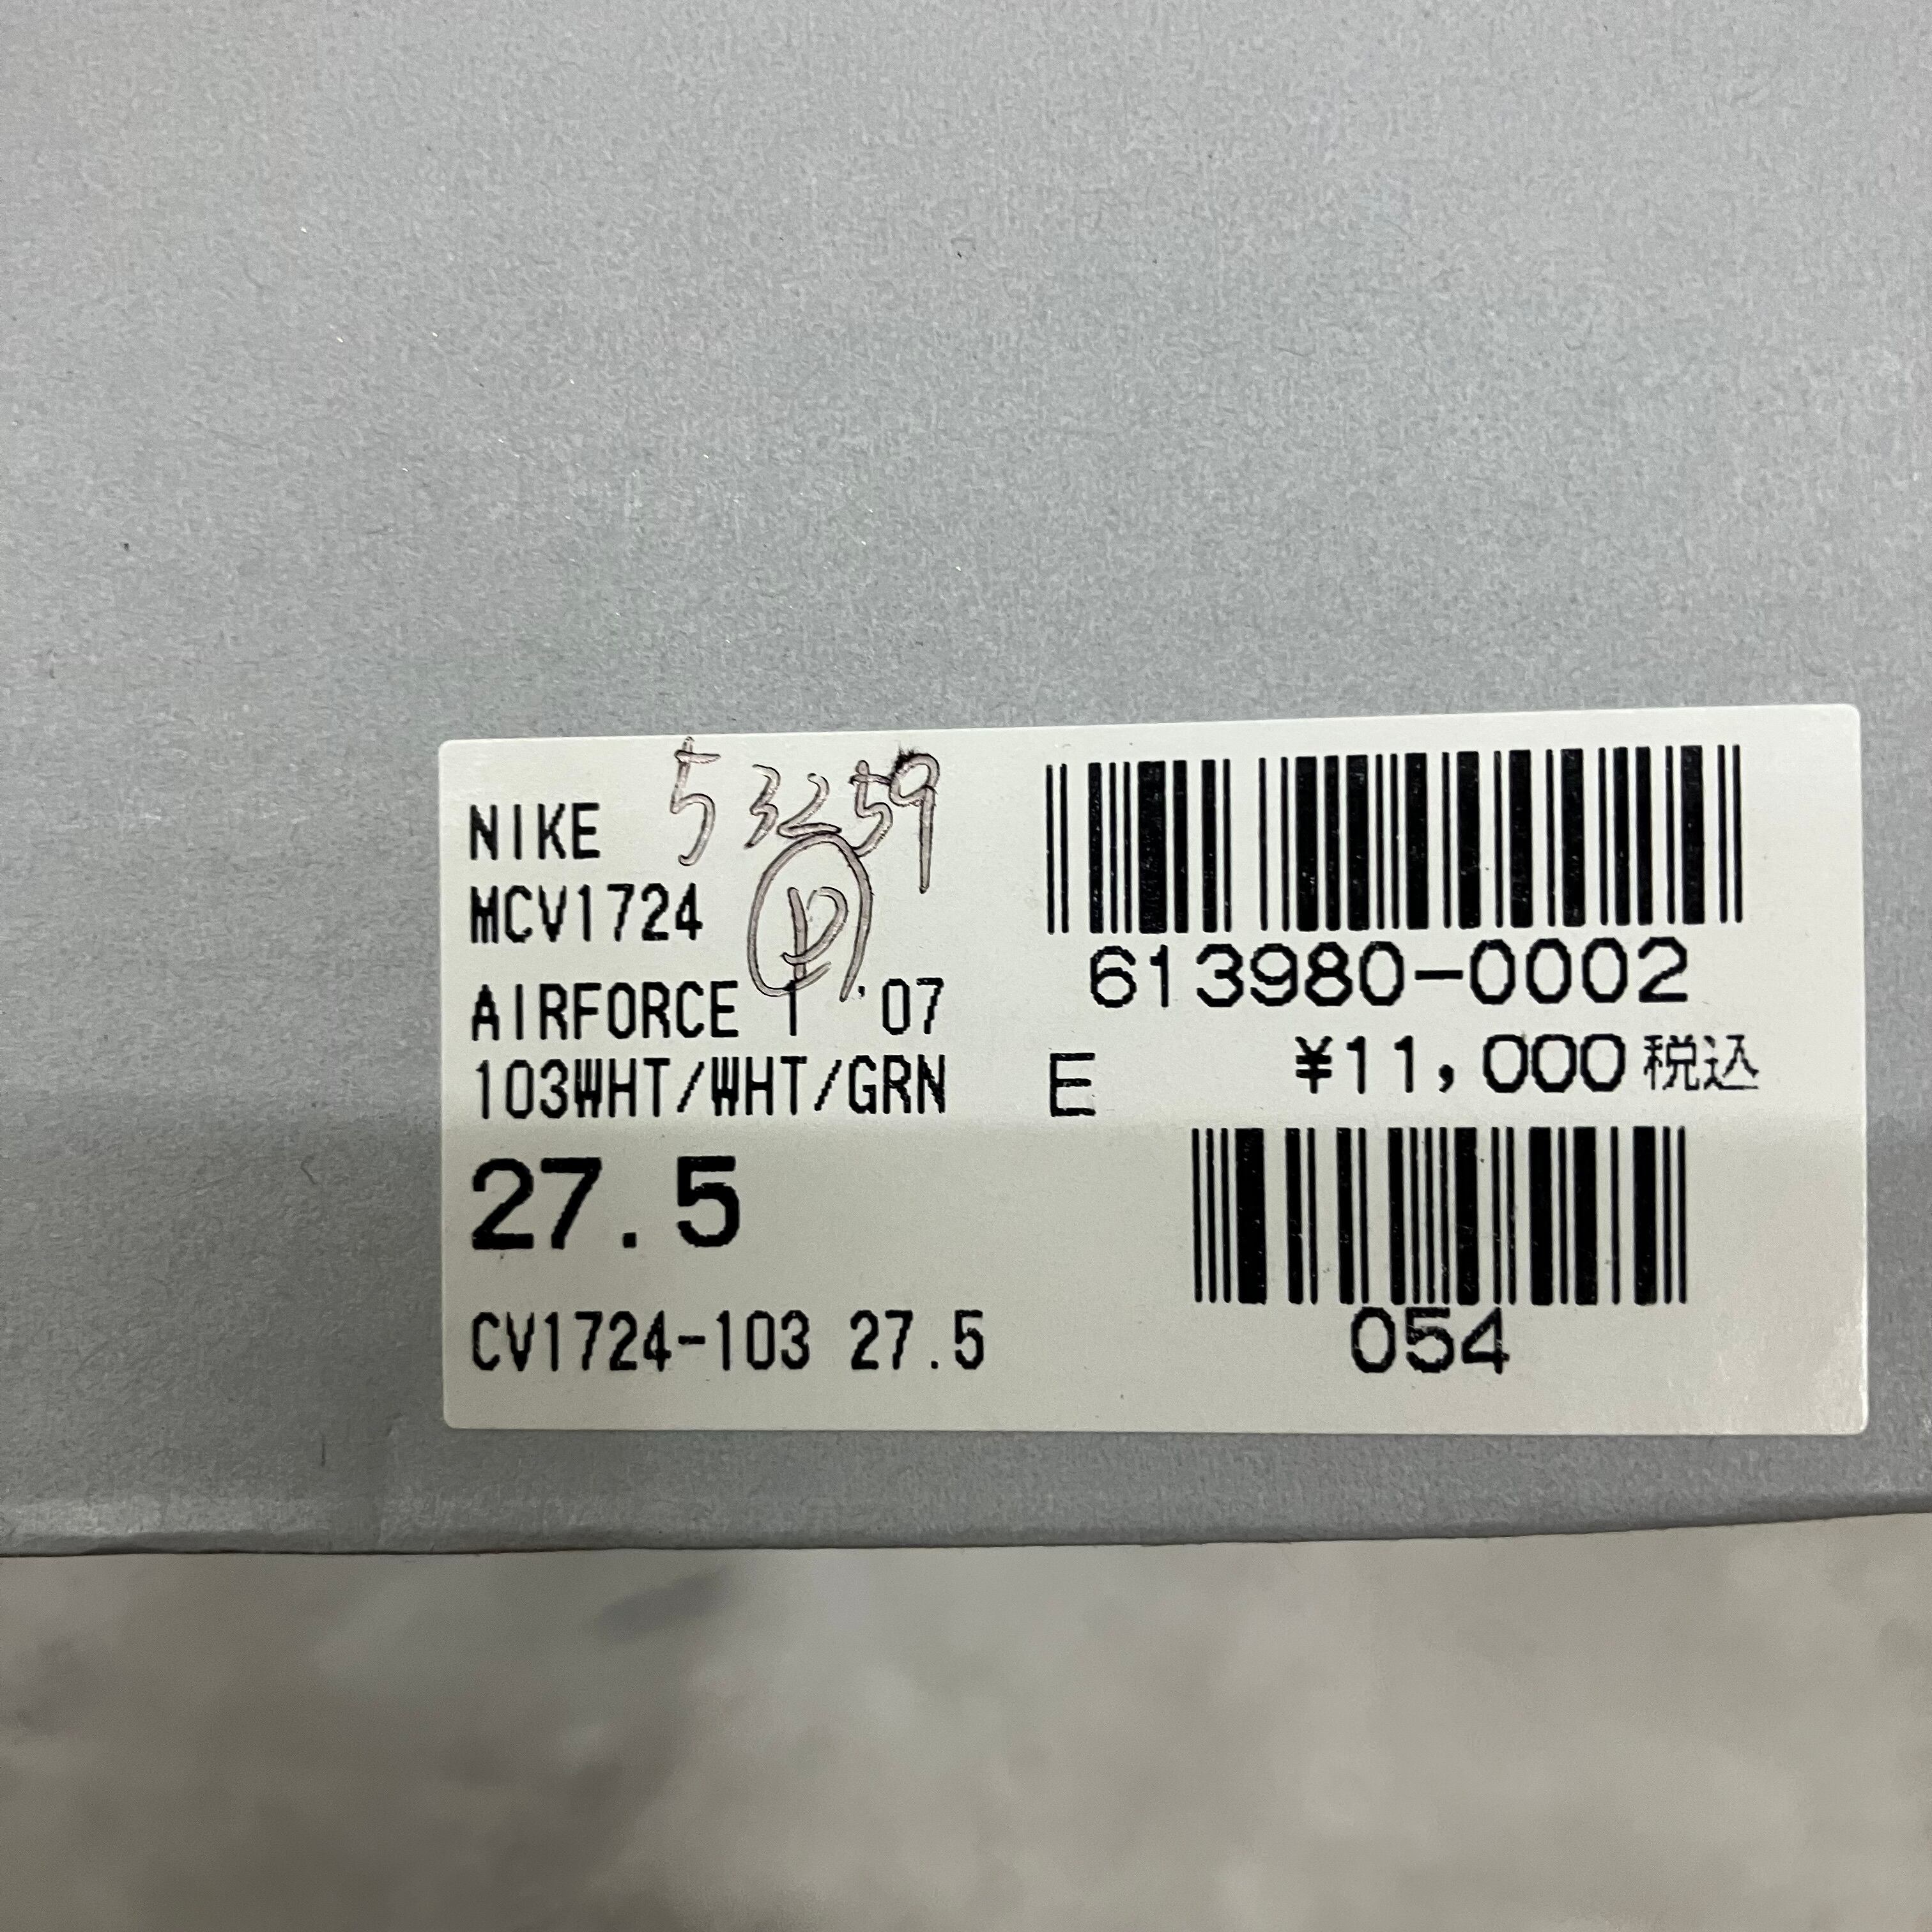 53259
NIKE
MCV1724
AIRFORCE 1 '07
103WHT/WHT/GRN E
27.5
CV1724-103 27.5
613980-0002
¥11,000税込
054